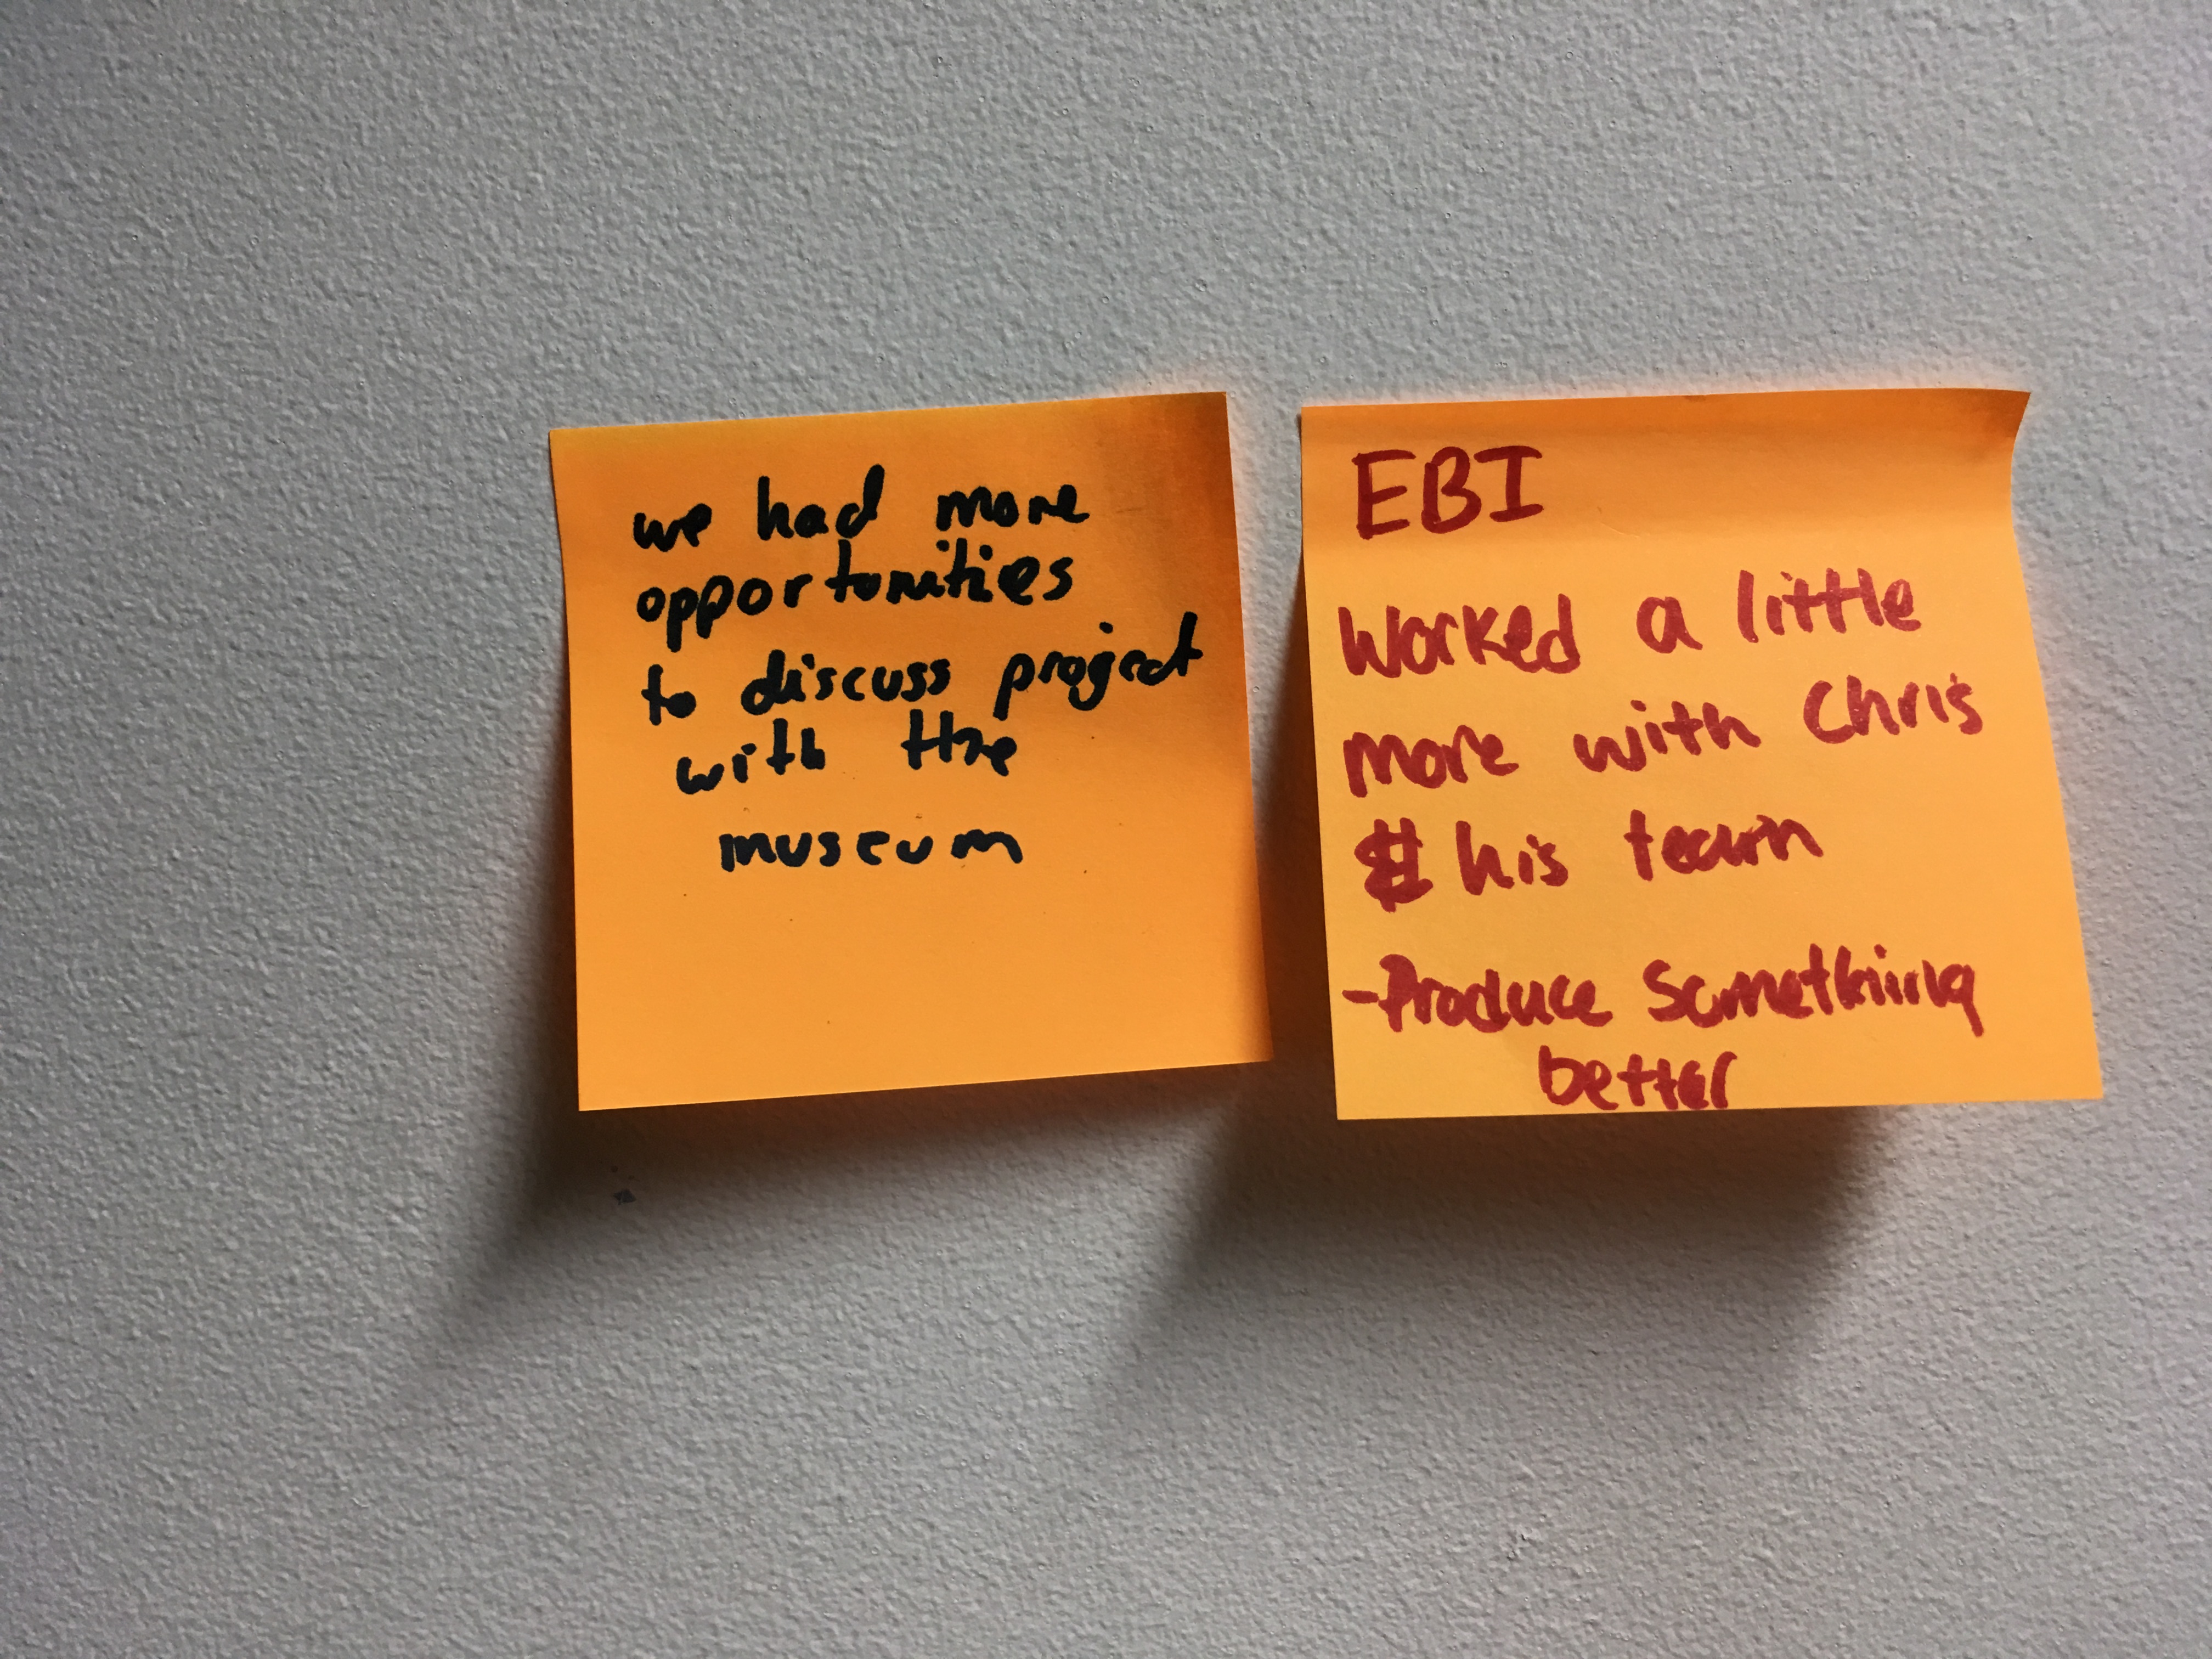 we had more
opportunities
to discuss project
with the
museum
EBI
Worked a little
more with Chris
& his team
-Produce Something
better